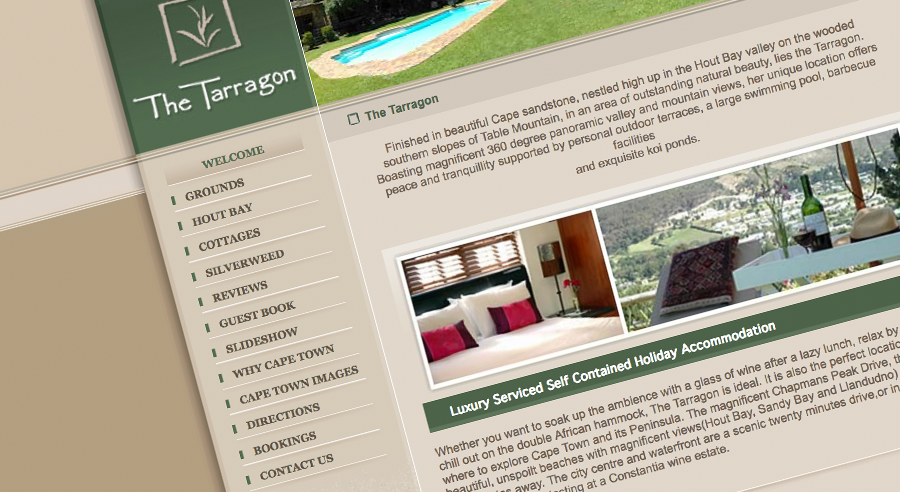 The Tarragon
WELCOME
GROUNDS
HOUT BAY
COTTAGES
SILVERWEED
REVIEWS
GUEST BOOK
SLIDESHOW
WHY CAPE TOWN
CAPE TOWN IMAGES
DIRECTIONS
BOOKINGS
CONTACT US
The Tarragon
Finished in beautiful Cape sandstone, nestled high up in the Hout Bay valley on the wooded
southern slopes of Table Mountain, in an area of outstanding natural beauty, lies the Tarragon.
Boasting magnificent 360 degree panoramic valley and mountain views, her unique location offers
peace and tranquillity supported by personal outdoor terraces, a large swimming pool, barbecue
facilities
and exquisite koi ponds.
Luxury Serviced Self Contained Holiday Accommodation
Whether you want to soak up the ambience with a glass of wine after a lazy lunch, relax by
chill out on the double African hammock, The Tarragon is ideal. It is also the perfect
where to explore Cape Town and its Peninsula. The magnificent Chapmans Peak Drive,
beautiful, unspoilt beaches with magnificent views(Hout Bay, Sandy Bay and Llandudno)
away. The city centre and waterfront are a scenic twenty minutes drive,or in
at a Constantia wine estate.